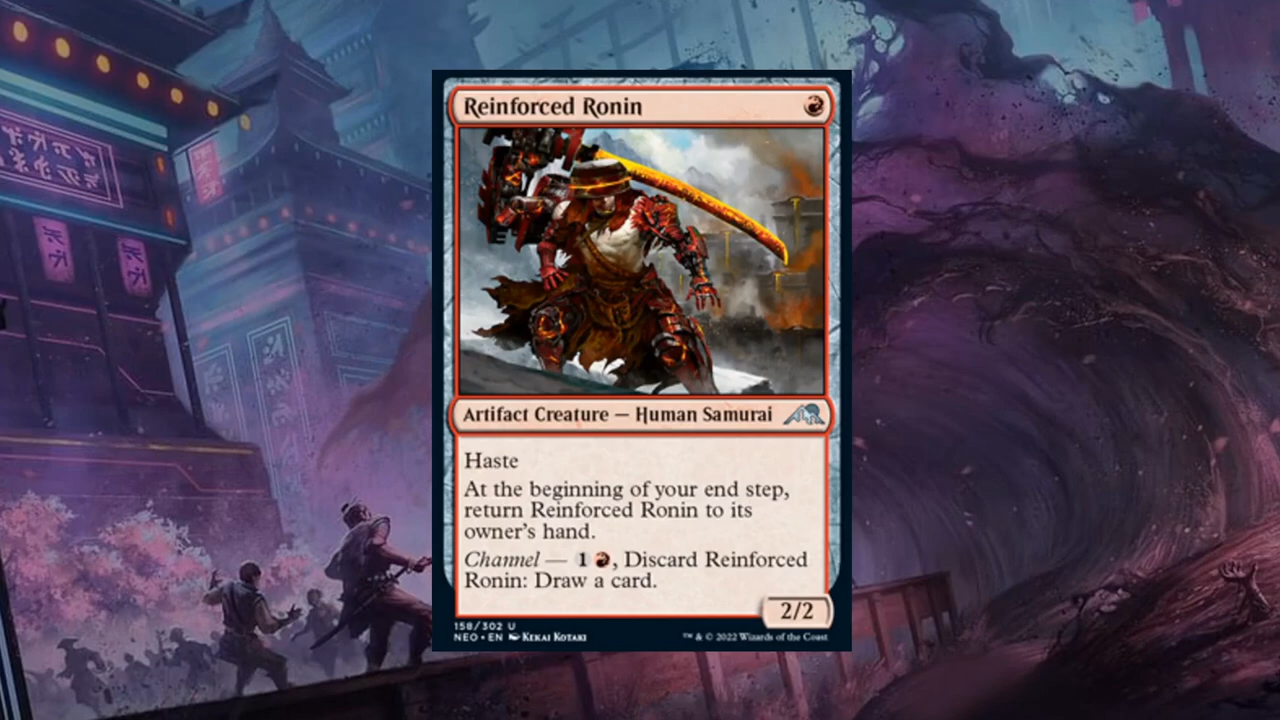 Reinforced Ronin
Artifact Creature — Human Samurai
Haste
At the beginning of your end step,
return Reinforced Ronin to its
owner's hand.
Channel — 1 , Discard Reinforced
Ronin: Draw a card.
2/2
158/302 U
NEO • EN KEKAI KOTAKI
™ & © 2022 Wizards of the Coast